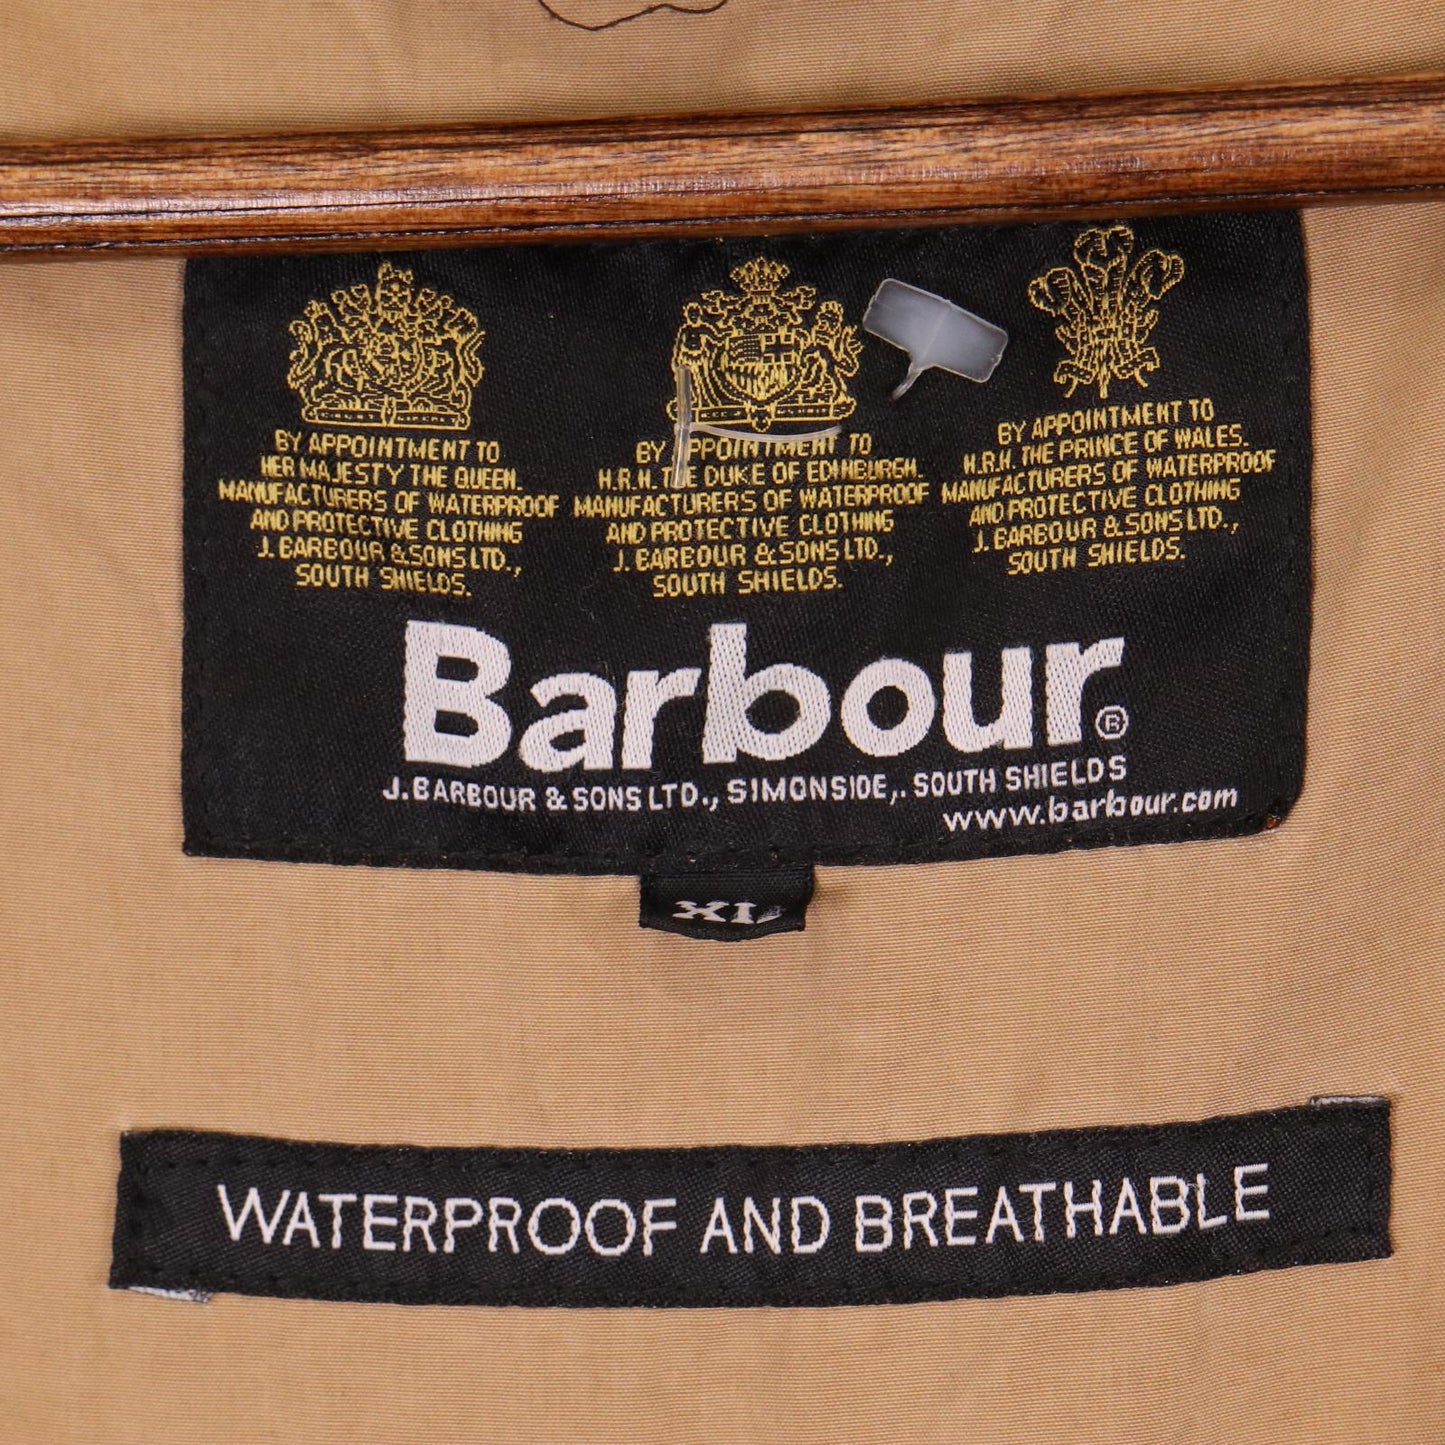 BY APPOINTMENT TO
HER MAJESTY THE QUEEN.
MANUFACTURERS OF WATERPROOF
AND PROTECTIVE CLOTHING
J. BARBOUR & SONS LTD.,
SOUTH SHIELDS.
BY APPOINTMENT TO
H.R.H. THE DUKE OF EDINBURGH.
MANUFACTURERS OF WATERPROOF
AND PROTECTIVE CLOTHING
J. BARBOUR & SONS LTD.,
SOUTH SHIELDS.
BY APPOINTMENT TO
H.R.H. THE PRINCE OF WALES.
MANUFACTURERS OF WATERPROOF
AND PROTECTIVE CLOTHING
J. BARBOUR & SONS LTD.,
SOUTH SHIELDS.
Barbour®
J. BARBOUR & SONS LTD., SIMONSIDE,. SOUTH SHIELDS
www.barbour.com
XL
WATERPROOF AND BREATHABLE